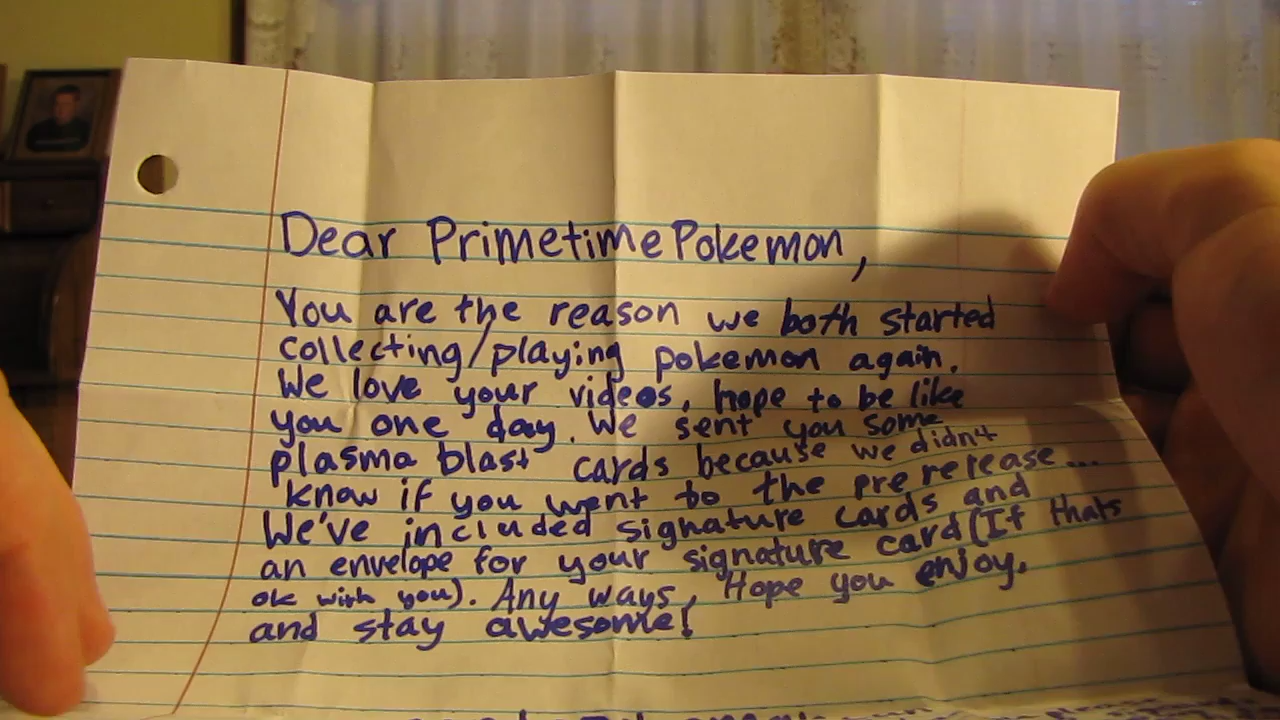 Dear Primetime Pokemon,
You are the reason we both started
collecting/playing pokemon again.
We love your videos, hope to be like
you one day. We sent you some
plasma blast cards because we didnt
know if you went to the prerelease...
We've included signature cards and
an envelope for your signature card (If thats
ok with you). Any ways, Hope you enjoy,
and stay awesome!